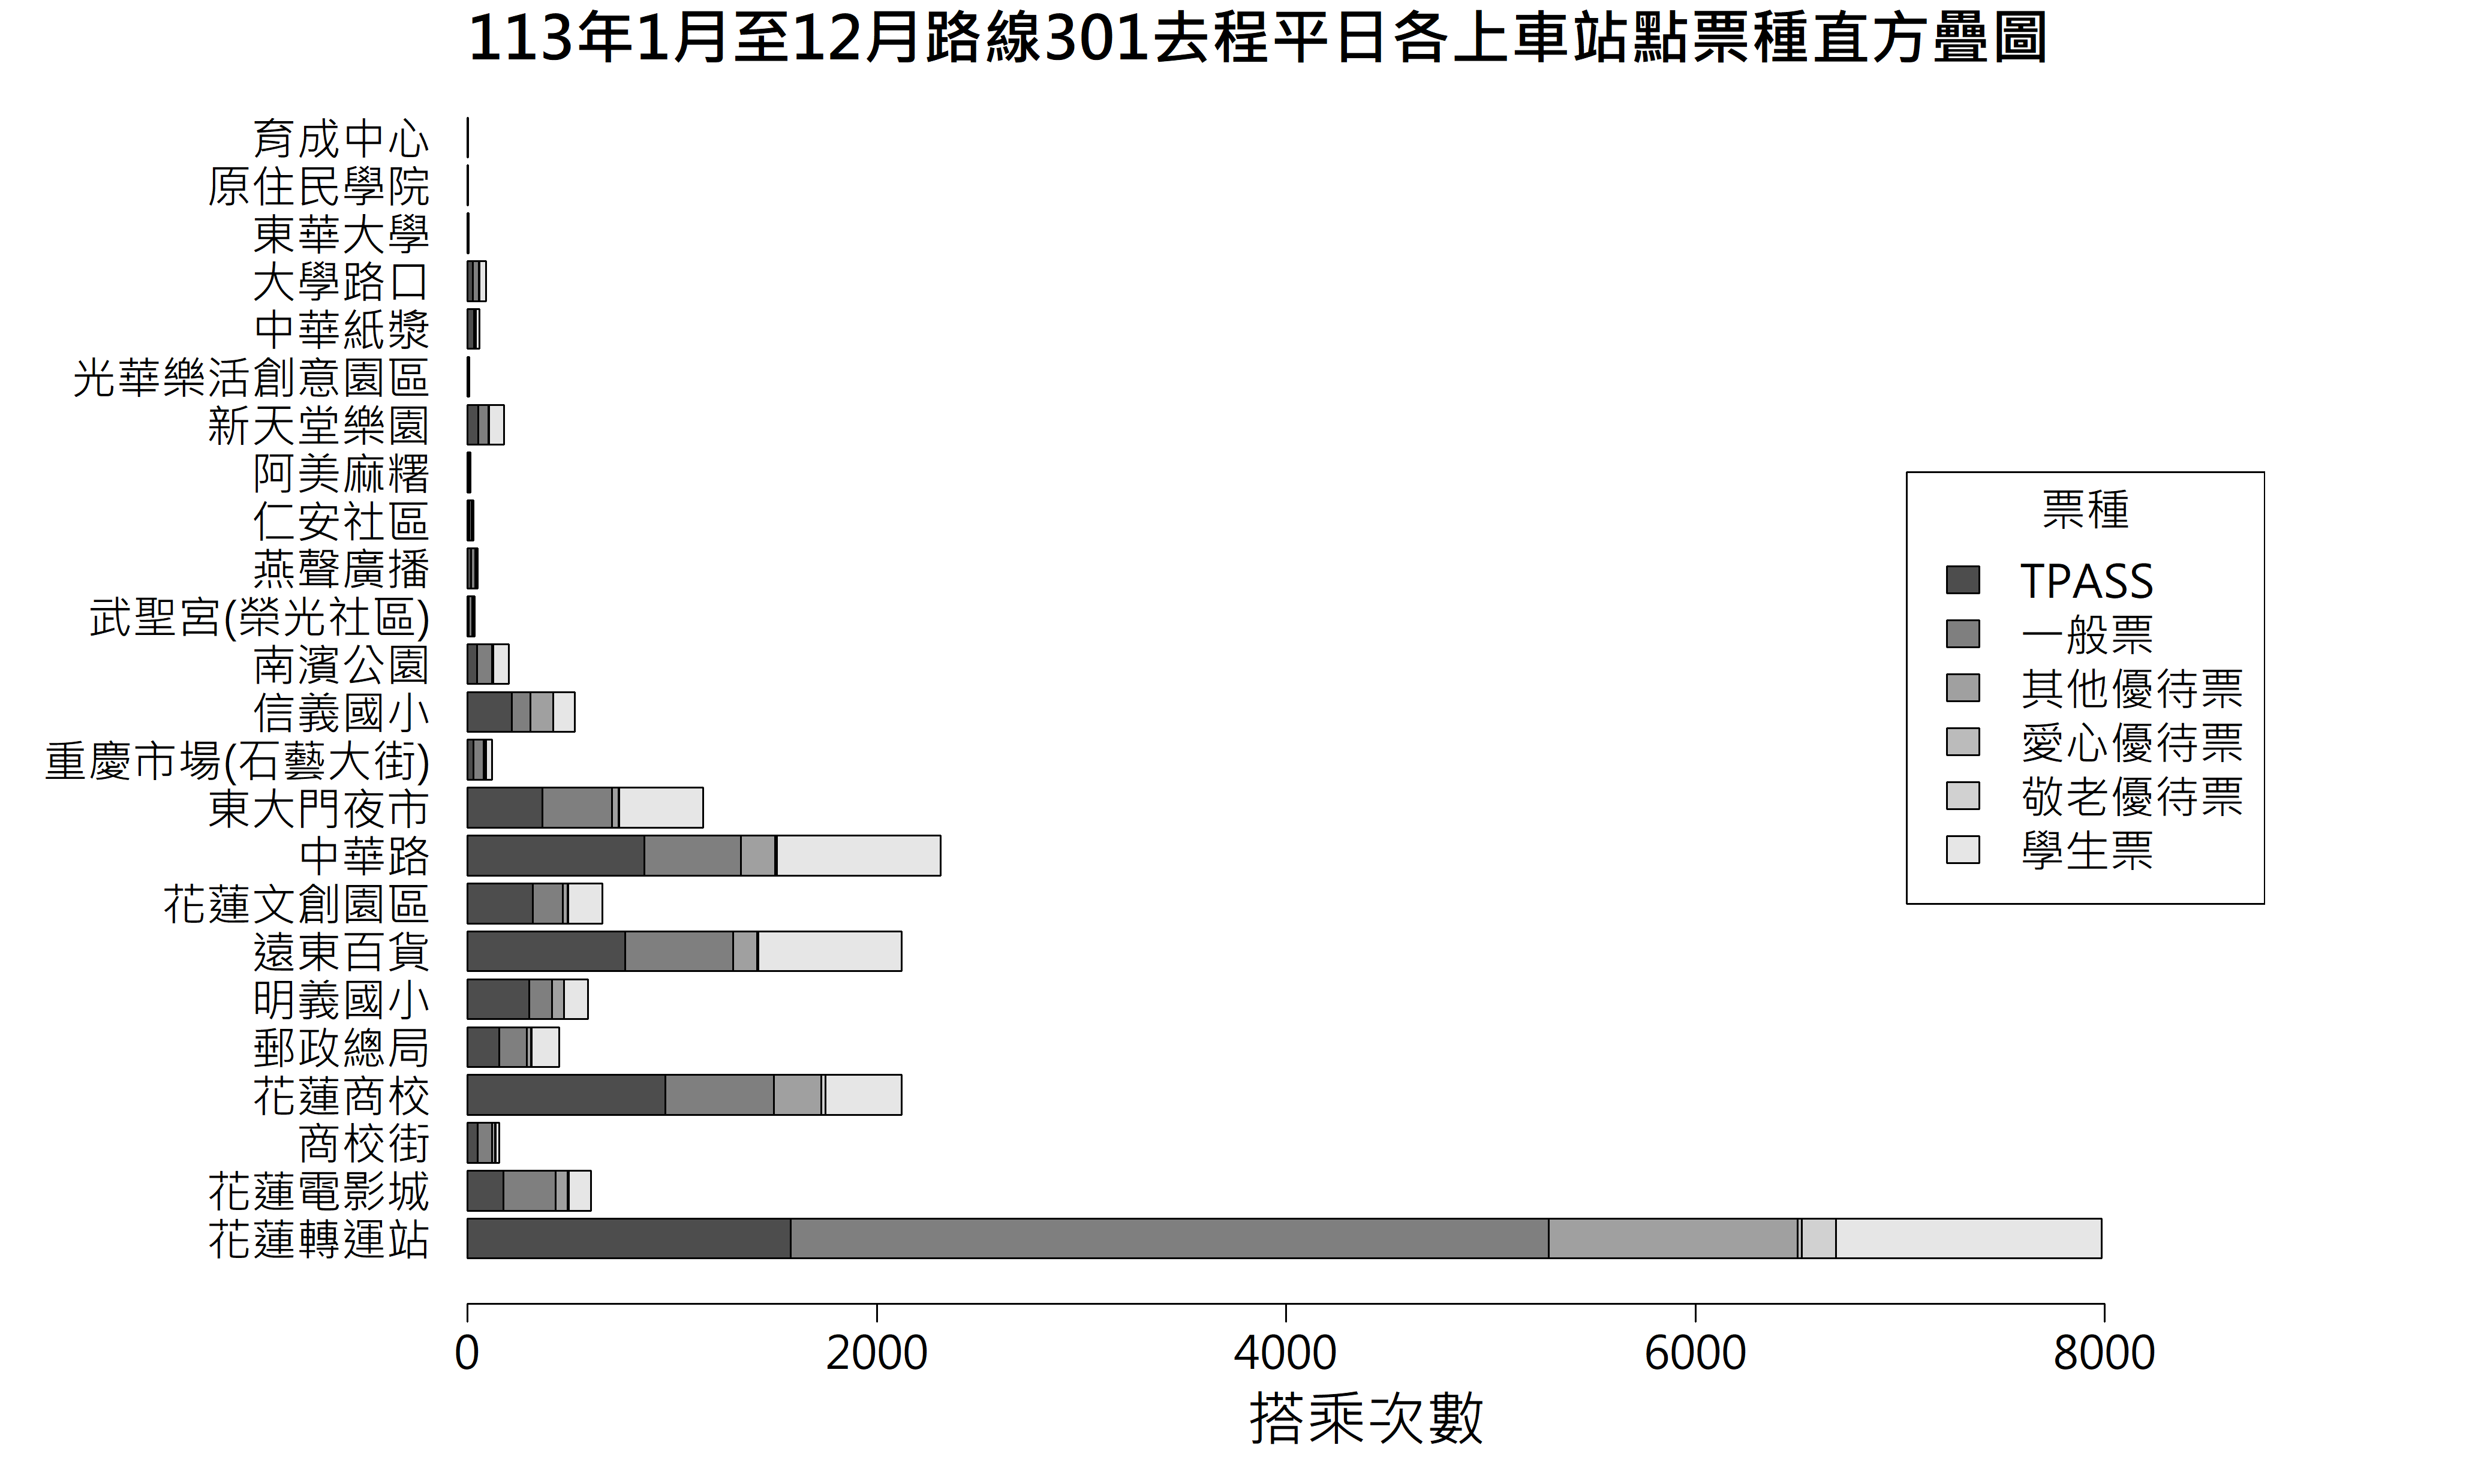 113年1月至12月路線301去程平日各上車站點票種直方疊圖
育成中心
原住民學院
東華大學
大學路口
中華紙漿
光華樂活創意園區
新天堂樂園
阿美麻糬
仁安社區
燕聲廣播
武聖宮(榮光社區)
南濱公園
信義國小
重慶市場(石藝大街)
東大門夜市
中華路
花蓮文創園區
遠東百貨
明義國小
郵政總局
花蓮商校
商校街
花蓮電影城
花蓮轉運站
票種
TPASS
一般票
其他優待票
愛心優待票
敬老優待票
學生票
0 2000 4000 6000 8000
搭乘次數